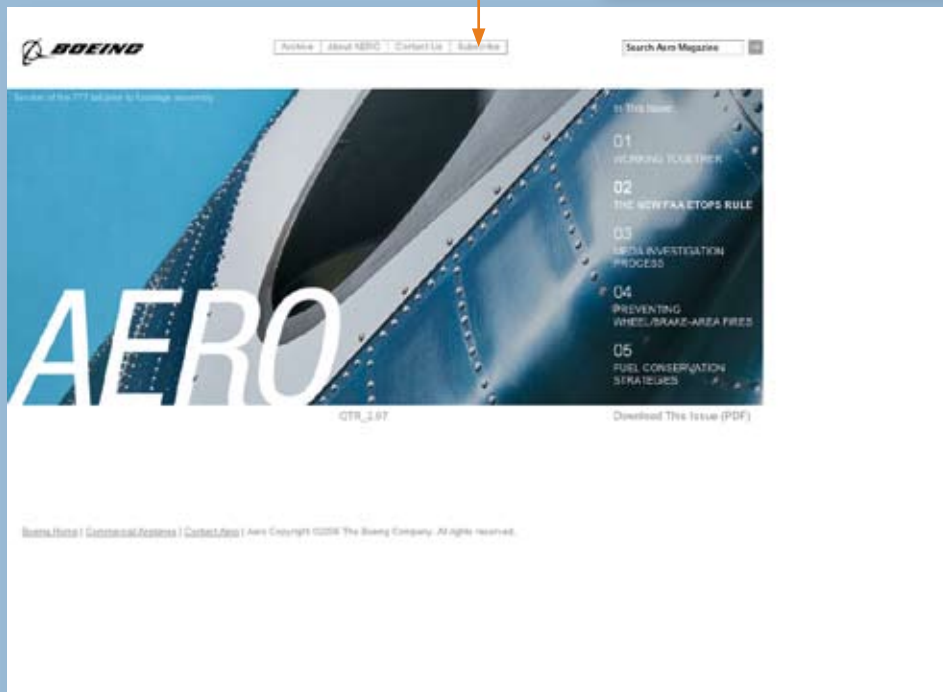 BOEING
Archive | About AERO | Contact Us | Subscribe
Search Aero Magazine
Section of the 777 tail prior to fuselage assembly
In This Issue:
01
WORKING TOGETHER
02
THE NEW FAA ETOPS RULE
03
MEDA INVESTIGATION
PROCESS
04
PREVENTING
WHEEL/BRAKE-AREA FIRES
05
FUEL CONSERVATION
STRATEGIES
AERO
QTR_2.07
Download This Issue (PDF)
Boeing Home | Commercial Airplanes | Contact Aero | Aero Copyright The Boeing Company. All rights reserved.